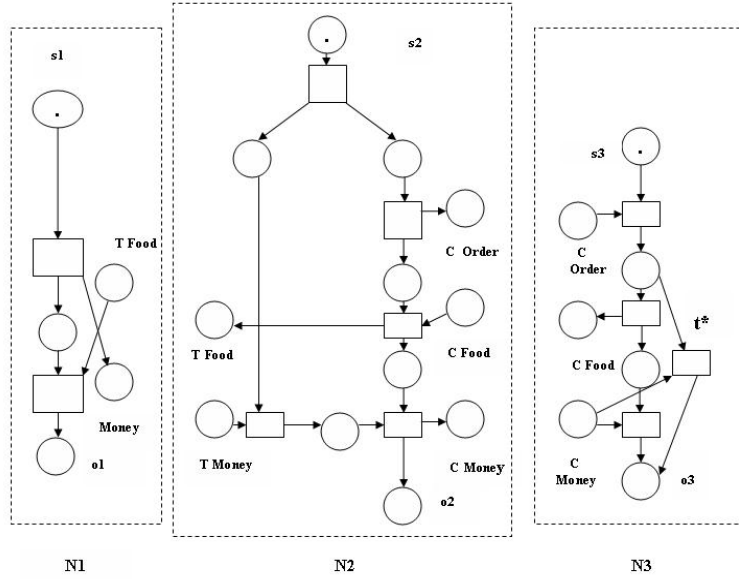 s1
T Food
Money
o1
N1
s2
C Order
T Food
C Food
T Money
C Money
o2
N2
s3
C
Order
t*
C Food
C
Money
o3
N3